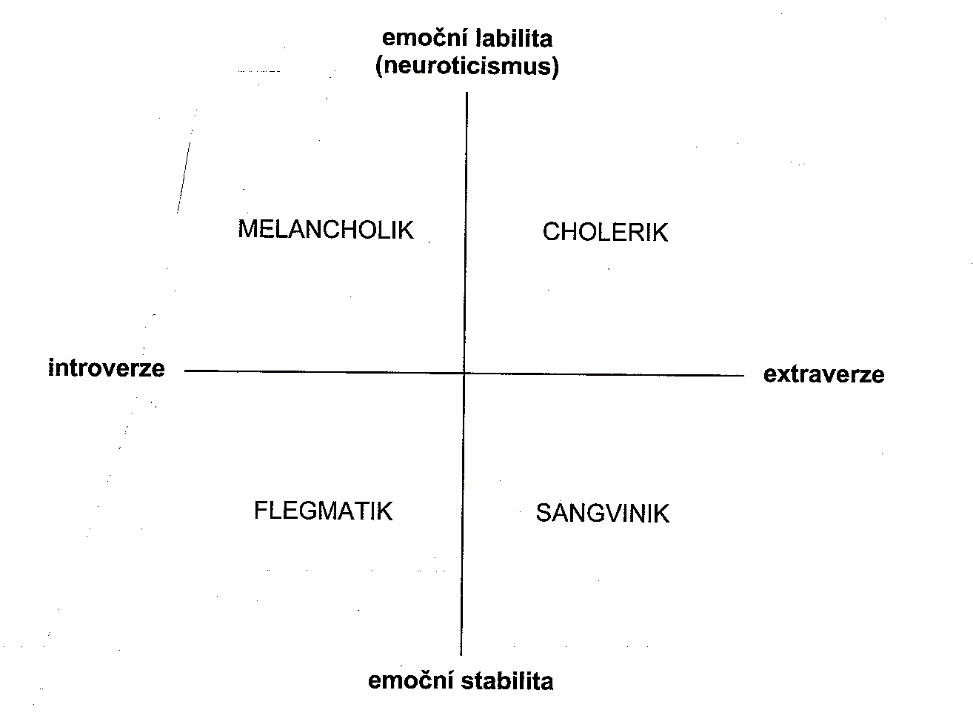 emoční labilita
(neuroticismus)
MELANCHOLIK
CHOLERIK
introverze
extraverze
FLEGMATIK
SANGVINIK
emoční stabilita